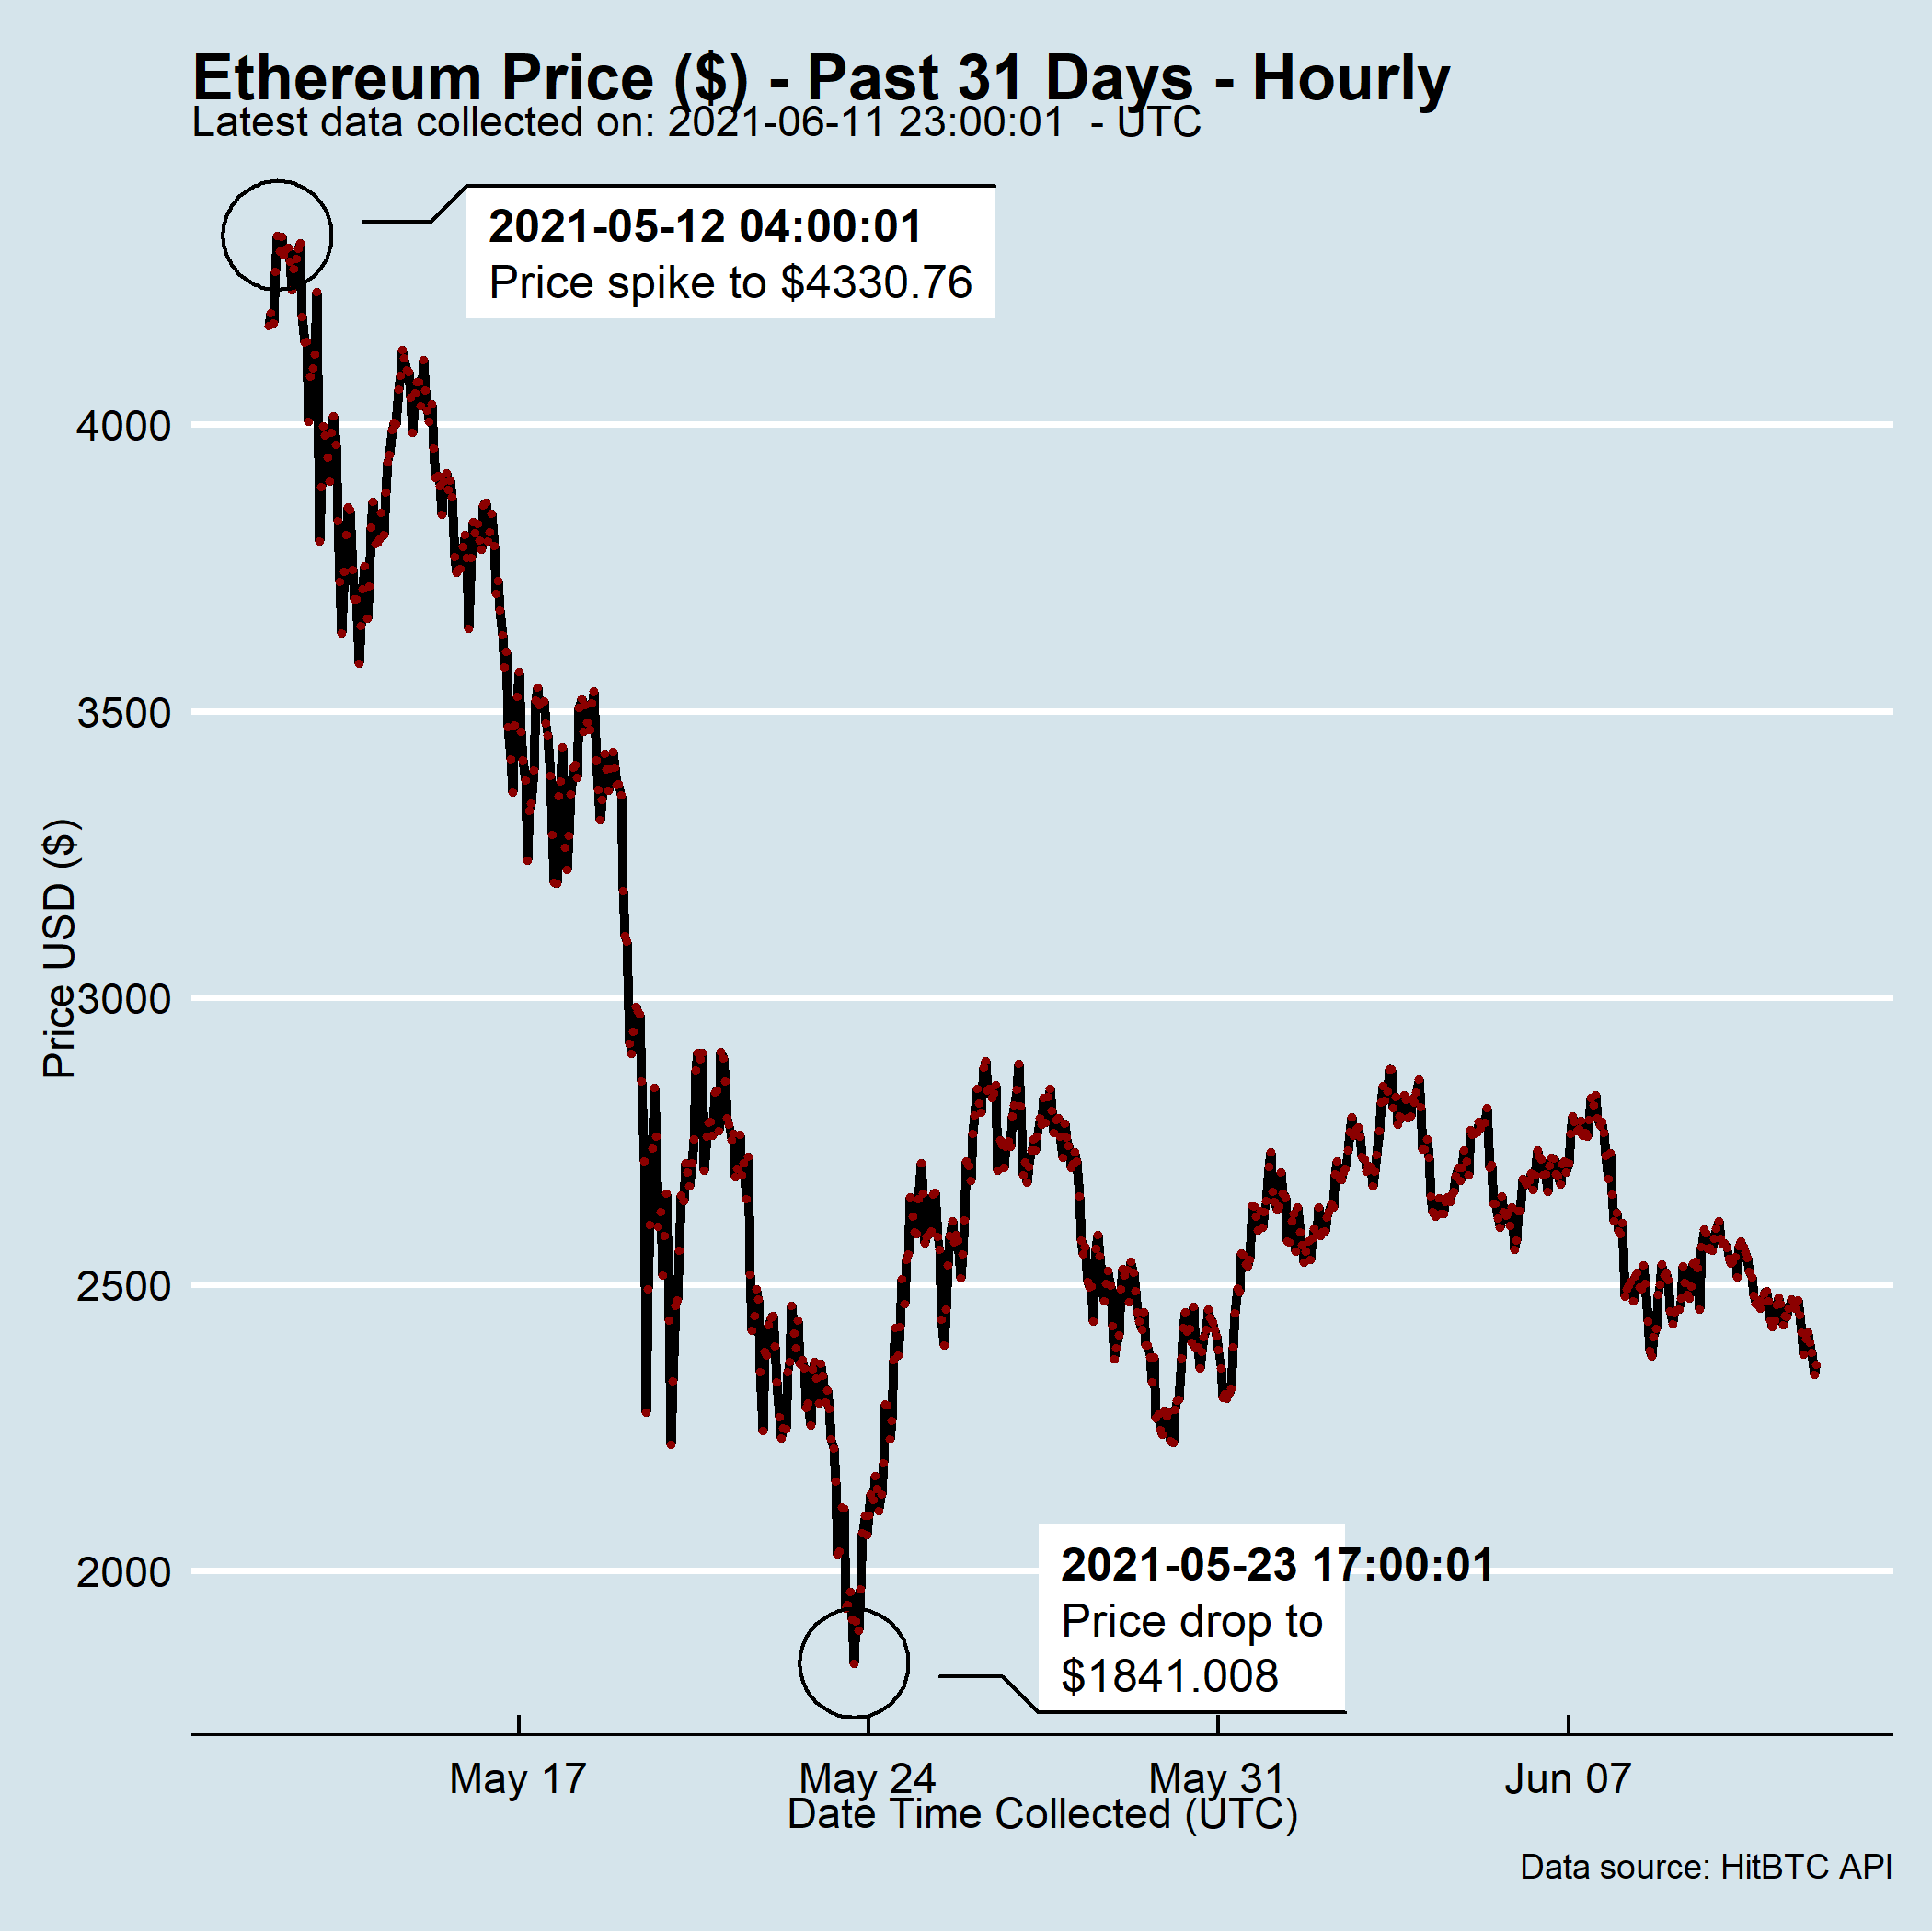 Ethereum Price ($) - Past 31 Days - Hourly
Latest data collected on: 2021-06-11 23:00:01  - UTC
2021-05-12 04:00:01
Price spike to $4330.76
4000
3500
3000
2500
2000
Price USD ($)
2021-05-23 17:00:01
Price drop to
$1841.008
May 17
May 24
May 31
Jun 07
Date Time Collected (UTC)
Data source: HitBTC API